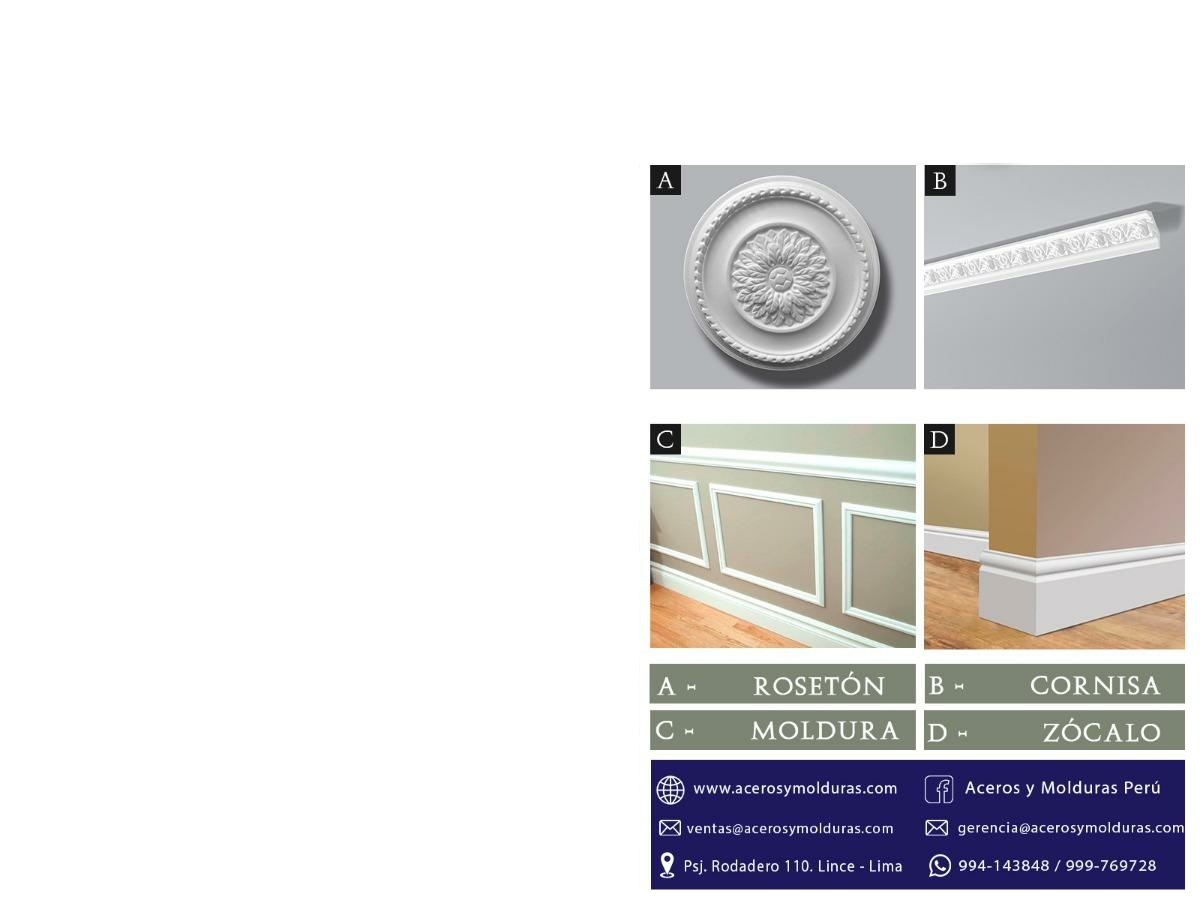 A
B
C
D
A - ROSETÓN
B - CORNISA
C - MOLDURA
D - ZÓCALO
www.acerosymolduras.com
Aceros y Molduras Perú
ventas@acerosymolduras.com
gerencia@acerosymolduras.com
Psj. Rodadero 110. Lince - Lima
994-143848 / 999-769728